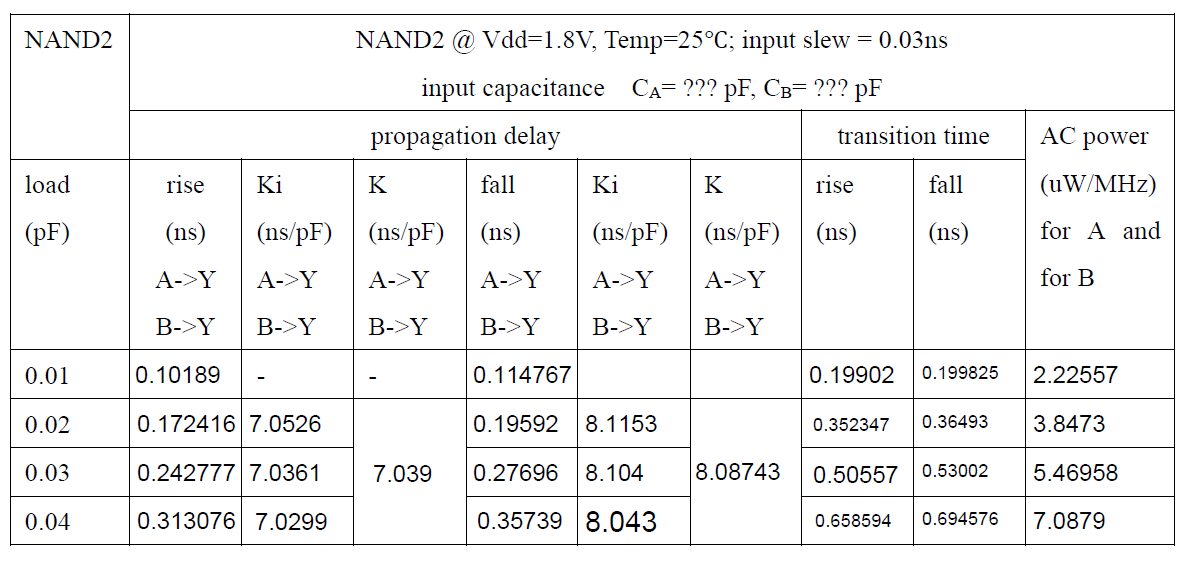 NAND2
NAND2 @ Vdd=1.8V, Temp=25℃; input slew = 0.03ns
input capacitance CA= ??? pF, CB= ??? pF
propagation delay
transition time
AC power
(uW/MHz)
for A and
for B
load
(pF)
rise
(ns)
A->Y
B->Y
Ki
(ns/pF)
A->Y
B->Y
K
(ns/pF)
A->Y
B->Y
fall
(ns)
A->Y
B->Y
Ki
(ns/pF)
A->Y
B->Y
K
(ns/pF)
A->Y
B->Y
rise
(ns)
fall
(ns)
0.01 0.10189 - - 0.114767 0.19902 0.199825 2.22557
0.02 0.172416 7.0526 0.19592 8.1153 0.352347 0.36493 3.8473
0.03 0.242777 7.0361 7.039 0.27696 8.104 8.08743 0.50557 0.53002 5.46958
0.04 0.313076 7.0299 0.35739 8.043 0.658594 0.694576 7.0879